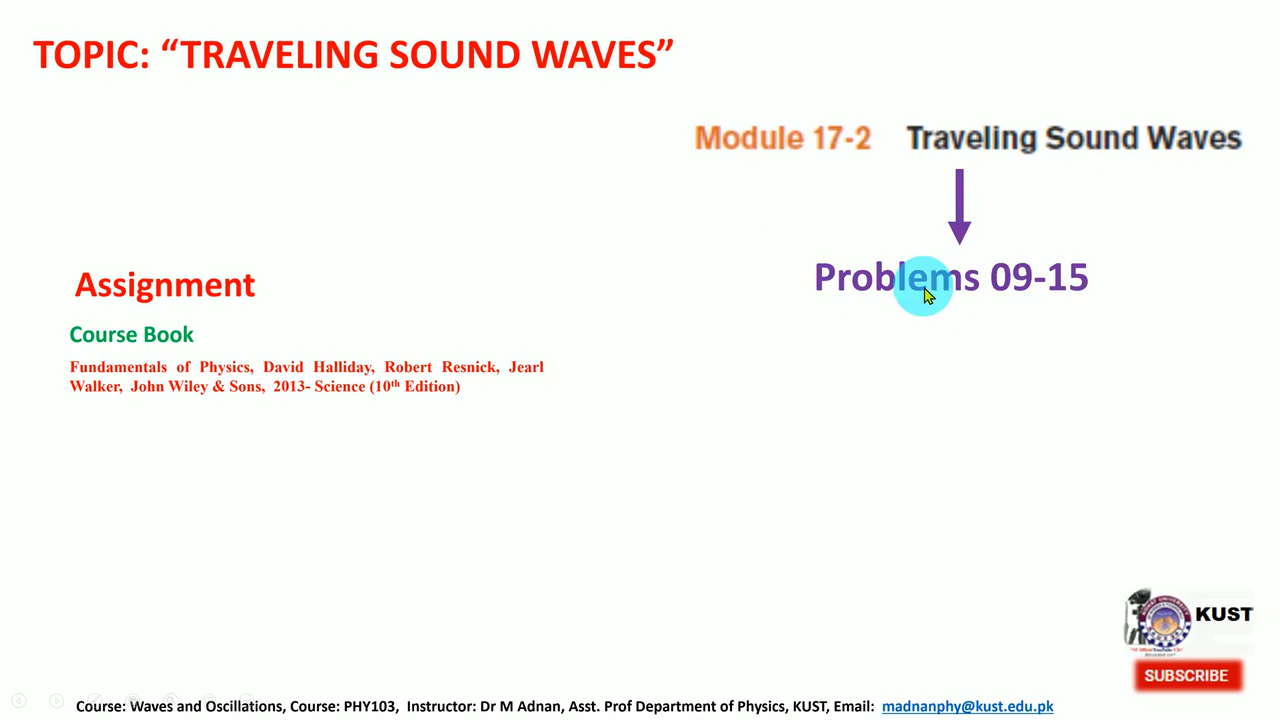 TOPIC: “TRAVELING SOUND WAVES”
Module 17-2 Traveling Sound Waves
Problems 09-15
Assignment
Course Book
Fundamentals of Physics, David Halliday, Robert Resnick, Jearl
Walker, John Wiley & Sons, 2013- Science (10th Edition)
KUST
SUBSCRIBE
Course: Waves and Oscillations, Course: PHY103, Instructor: Dr M Adnan, Asst. Prof Department of Physics, KUST, Email: madnanphy@kust.edu.pk